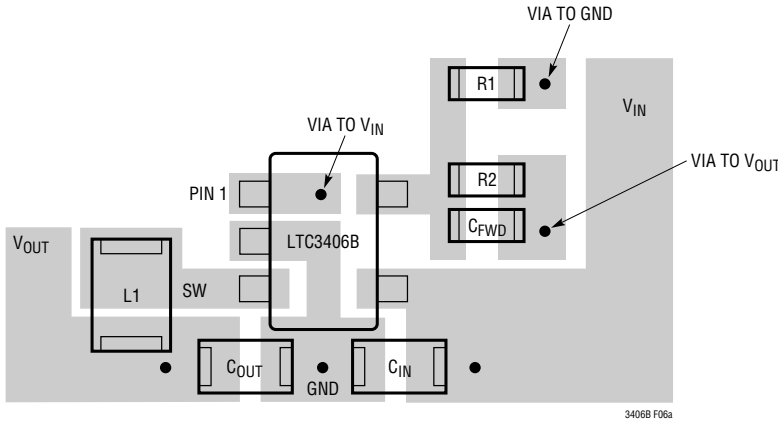 VIA TO GND
R1
VIN
VIA TO VIN
R2
VIA TO VOUT
PIN 1
CFWD
VOUT
LTC3406B
L1
SW
COUT
CIN
GND
3406B F06a